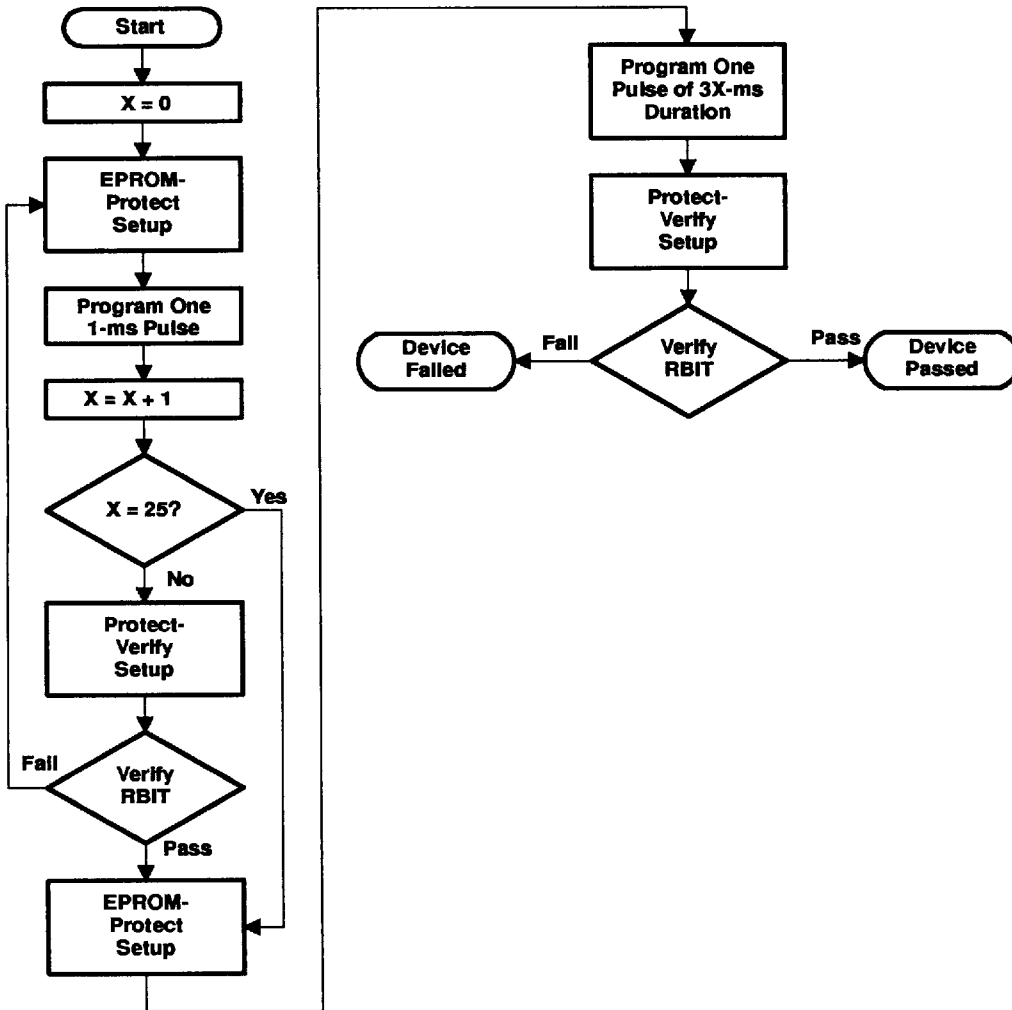 Start
X = 0
EPROM-
Protect
Setup
Program One
1-ms Pulse
X = X + 1
X = 25?
Yes
No
Protect-
Verify
Setup
Fail
Verify
RBIT
Pass
EPROM-
Protect
Setup
Program One
Pulse of 3X-ms
Duration
Protect-
Verify
Setup
Verify
RBIT
Fail
Device
Failed
Pass
Device
Passed